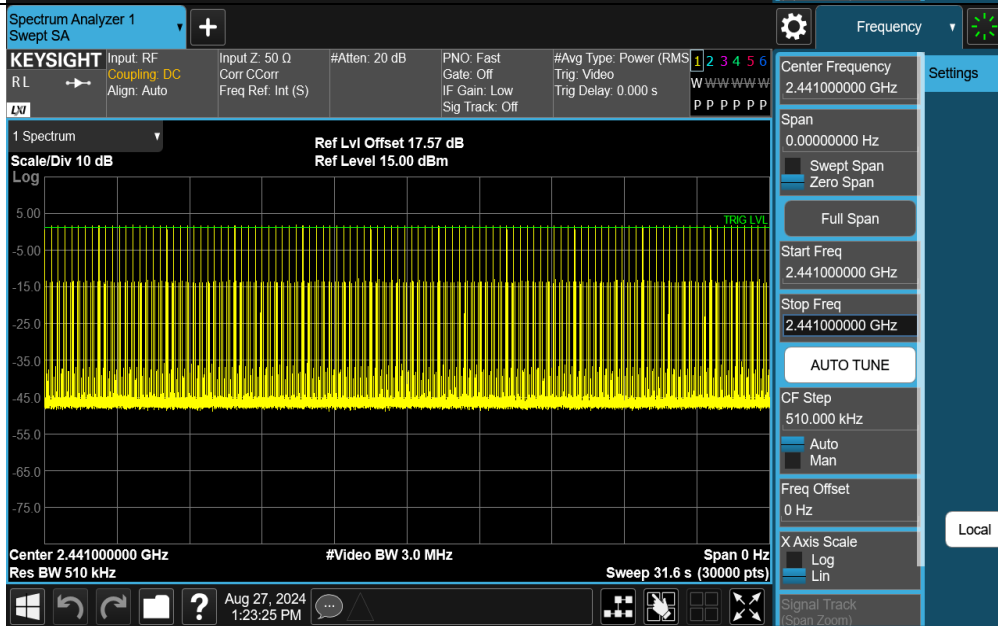 Spectrum Analyzer 1
Swept SA
+
Frequency
KEYSIGHT
RL
LXI
Input: RF
Coupling: DC
Align: Auto
Input Z: 50 Ω
Corr CCorr
Freq Ref: Int (S)
#Atten: 20 dB
PNO: Fast
Gate: Off
IF Gain: Low
Sig Track: Off
#Avg Type: Power (RMS
Trig: Video
Trig Delay: 0.000 s
1 2 3 4 5 6
W W W W W W
P P P P P P
1 Spectrum
Scale/Div 10 dB
Log
Ref Lvl Offset 17.57 dB
Ref Level 15.00 dBm
TRIG LVL
5.00
-5.00
-15.0
-25.0
-35.0
-45.0
-55.0
-65.0
-75.0
Center 2.441000000 GHz
Res BW 510 kHz
#Video BW 3.0 MHz
Span 0 Hz
Sweep 31.6 s (30000 pts)
Center Frequency
2.441000000 GHz
Span
0.00000000 Hz
Swept Span
Zero Span
Full Span
Start Freq
2.441000000 GHz
Stop Freq
2.441000000 GHz
AUTO TUNE
CF Step
510.000 kHz
Auto
Man
Freq Offset
0 Hz
X Axis Scale
Log
Lin
Signal Track
(Span Zoom)
Settings
Local
?
Aug 27, 2024
1:23:25 PM